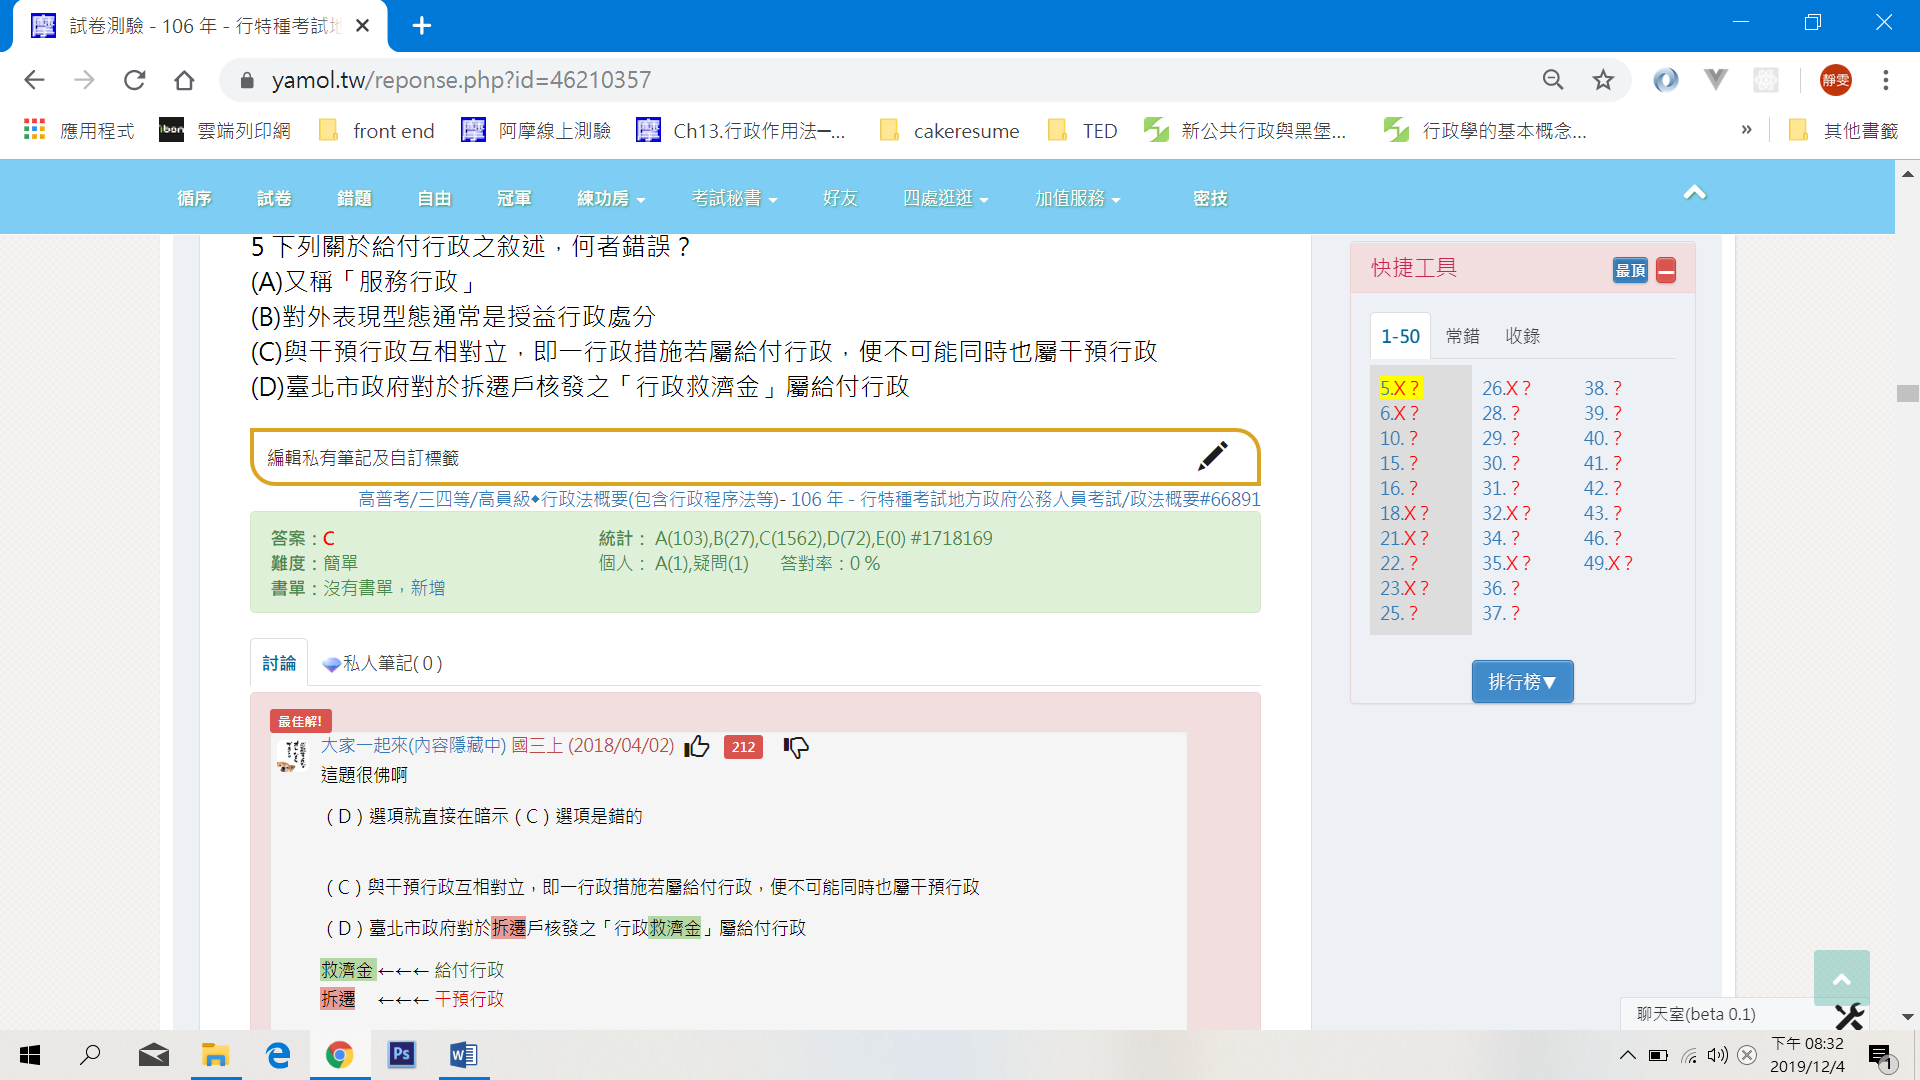 試卷測驗 - 106 年 - 行特種考試地
yamol.tw/reponse.php?id=46210357
靜雯
應用程式
ibon 雲端列印網
front end
阿摩線上測驗
Ch13.行政作用法─...
cakeresume
TED
新公共行政與黑堡...
行政學的基本概念...
»
其他書籤
循序 試卷 錯題 自由 冠軍 練功房 考試秘書 好友 四處逛逛 加值服務 密技
5 下列關於給付行政之敘述，何者錯誤？
(A)又稱「服務行政」
(B)對外表現型態通常是授益行政處分
(C)與干預行政互相對立，即一行政措施若屬給付行政，便不可能同時也屬干預行政
(D)臺北市政府對於拆遷戶核發之「行政救濟金」屬給付行政
編輯私有筆記及自訂標籤
高普考/三四等/高員級◆行政法概要(包含行政程序法等)- 106 年 - 行特種考試地方政府公務人員考試/政法概要#66891
答案：C
統計： A(103),B(27),C(1562),D(72),E(0) #1718169
難度：簡單
個人： A(1),疑問(1) 答對率：0 %
書單：沒有書單，新增
討論 私人筆記( 0 )
最佳解!
大家一起來(內容隱藏中) 國三上 (2018/04/02) 212
這題很佛啊
（D）選項就直接在暗示（C）選項是錯的
（C）與干預行政互相對立，即一行政措施若屬給付行政，便不可能同時也屬干預行政
（D）臺北市政府對於拆遷戶核發之「行政救濟金」屬給付行政
救濟金 ←←← 給付行政
拆遷 ←←← 干預行政
快捷工具 最頂
1-50 常錯 收錄
5.X ? 26.X ? 38. ?
6.X ? 28. ? 39. ?
10. ? 29. ? 40. ?
15. ? 30. ? 41. ?
16. ? 31. ? 42. ?
18.X ? 32.X ? 43. ?
21.X ? 34. ? 46. ?
22. ? 35.X ? 49.X ?
23.X ? 36. ?
25. ? 37. ?
排行榜▼
聊天室(beta 0.1)
Ps
下午 08:32
2019/12/4
1